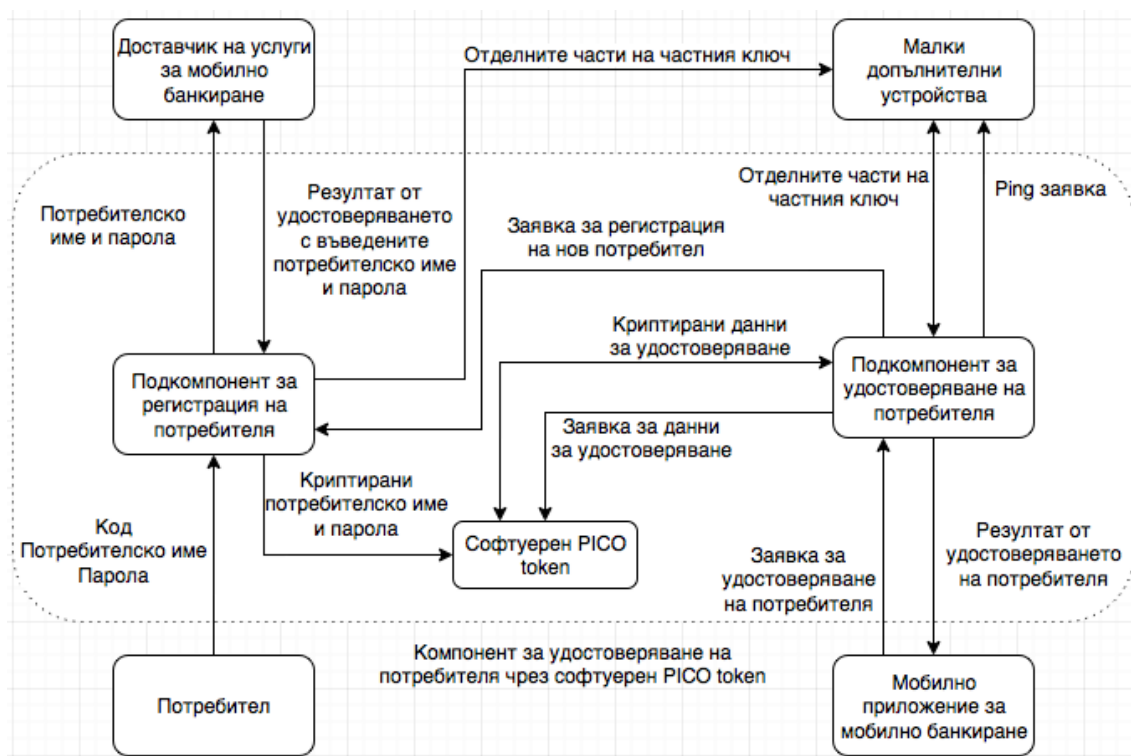 Доставчик на услуги
за мобилно
банкиране
Отделните части на частния ключ
Малки
допълнителни
устройства
Потребителско
име и парола
Резултат от
удостоверяването
с въведените
потребителско име
и парола
Заявка за регистрация
на нов потребител
Отделните части на
частния ключ
Ping заявка
Криптирани данни
за удостоверяване
Подкомпонент за
регистрация на
потребителя
Подкомпонент за
удостоверяване на
потребителя
Заявка за данни
за удостоверяване
Криптирани
потребителско име
и парола
Код
Потребителско име
Парола
Софтуерен PICO
token
Заявка за
удостоверяване
на потребителя
Резултат от
удостоверяването
на потребителя
Компонент за удостоверяване на
потребителя чрез софтуерен PICO token
Потребител
Мобилно
приложение за
мобилно банкиране